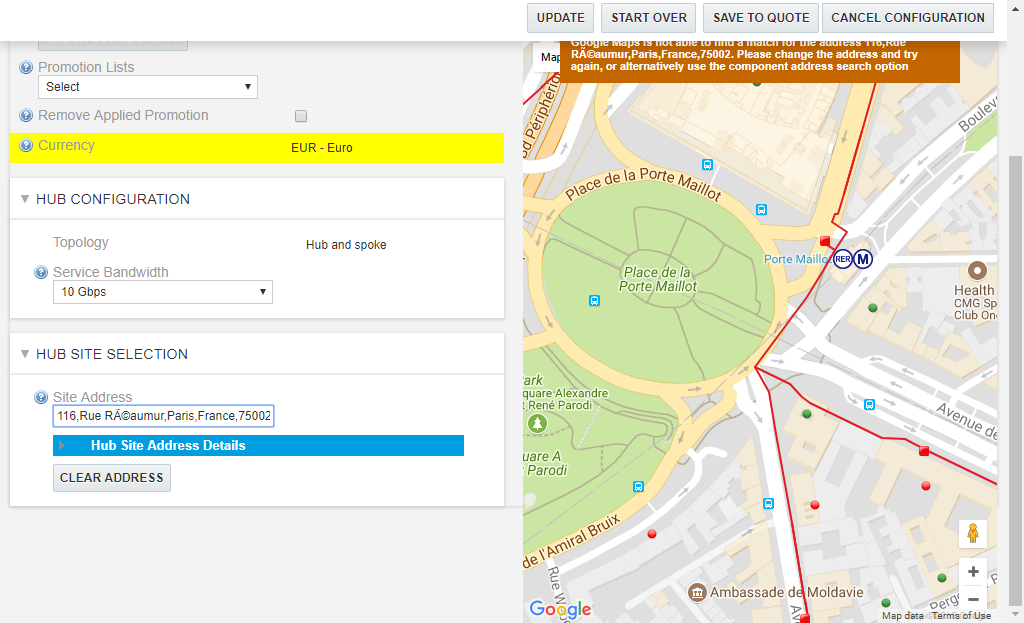 UPDATE
START OVER
SAVE TO QUOTE
CANCEL CONFIGURATION
Promotion Lists
Select
Remove Applied Promotion
Currency
EUR - Euro
HUB CONFIGURATION
Topology
Hub and spoke
Service Bandwidth
10 Gbps
HUB SITE SELECTION
Site Address
116,Rue RÃ©aumur,Paris,France,75002
Hub Site Address Details
CLEAR ADDRESS
Map
Google Maps is not able to find a match for the address 116,Rue
RÃ©aumur,Paris,France,75002. Please change the address and try
again, or alternatively use the component address search option
Boulev
Place de la Porte Maillot
Porte Maillot
RER
M
Place de la
Porte Maillot
Health
CMG Sp
Club One
Square Alexandre
et René Parodi
Parodi
Avenue de
de l'Amiral Bruix
Ambassade de Moldavie
Google
Map data
Terms of Use